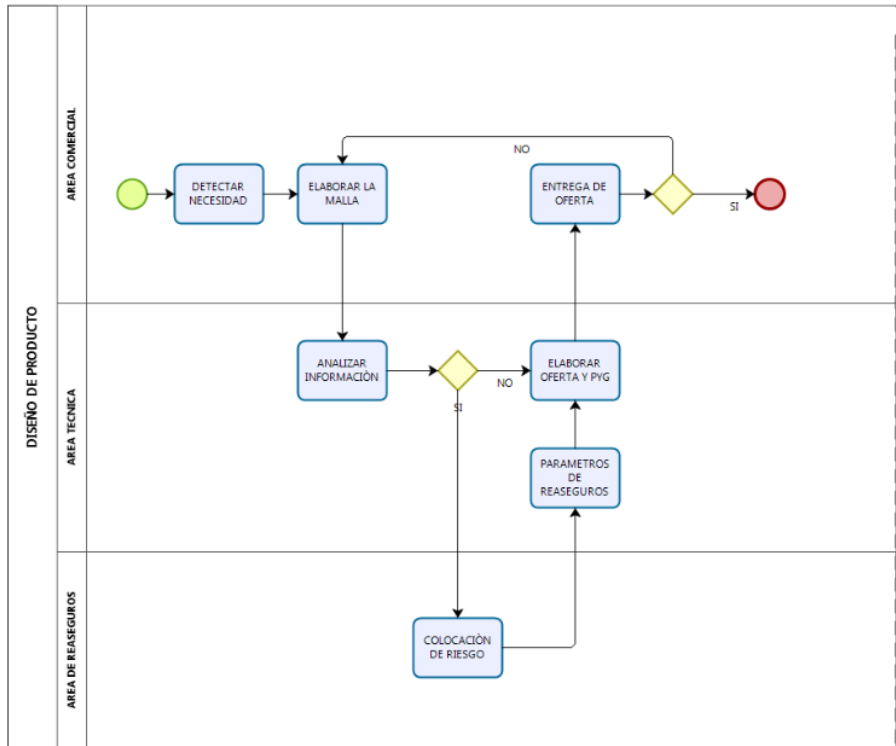 DISEÑO DE PRODUCTO
AREA COMERCIAL
DETECTAR
NECESIDAD
ELABORAR LA
MALLA
NO
ENTREGA DE
OFERTA
SI
AREA TECNICA
ANALIZAR
INFORMACIÒN
SI
NO
ELABORAR
OFERTA Y PYG
PARAMETROS
DE
REASEGUROS
AREA DE REASEGUROS
COLOCACIÒN
DE RIESGO